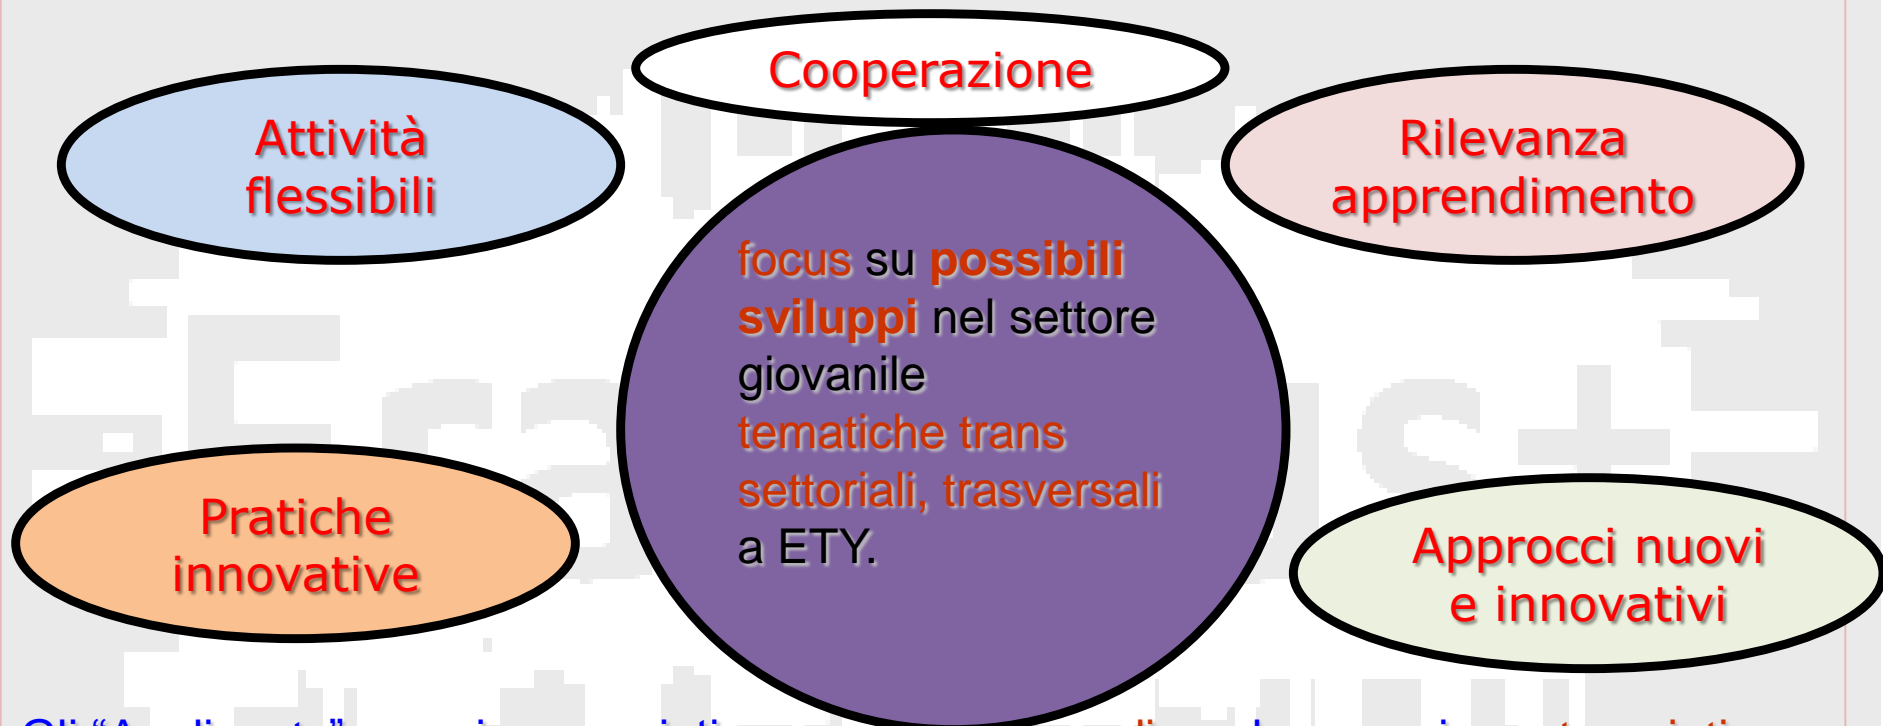 Cooperazione
Attività
flessibili
Rilevanza
apprendimento
focus su possibili
sviluppi nel settore
giovanile
tematiche trans
settoriali, trasversali
a ETY.
Pratiche
innovative
Approcci nuovi
e innovativi
Gli